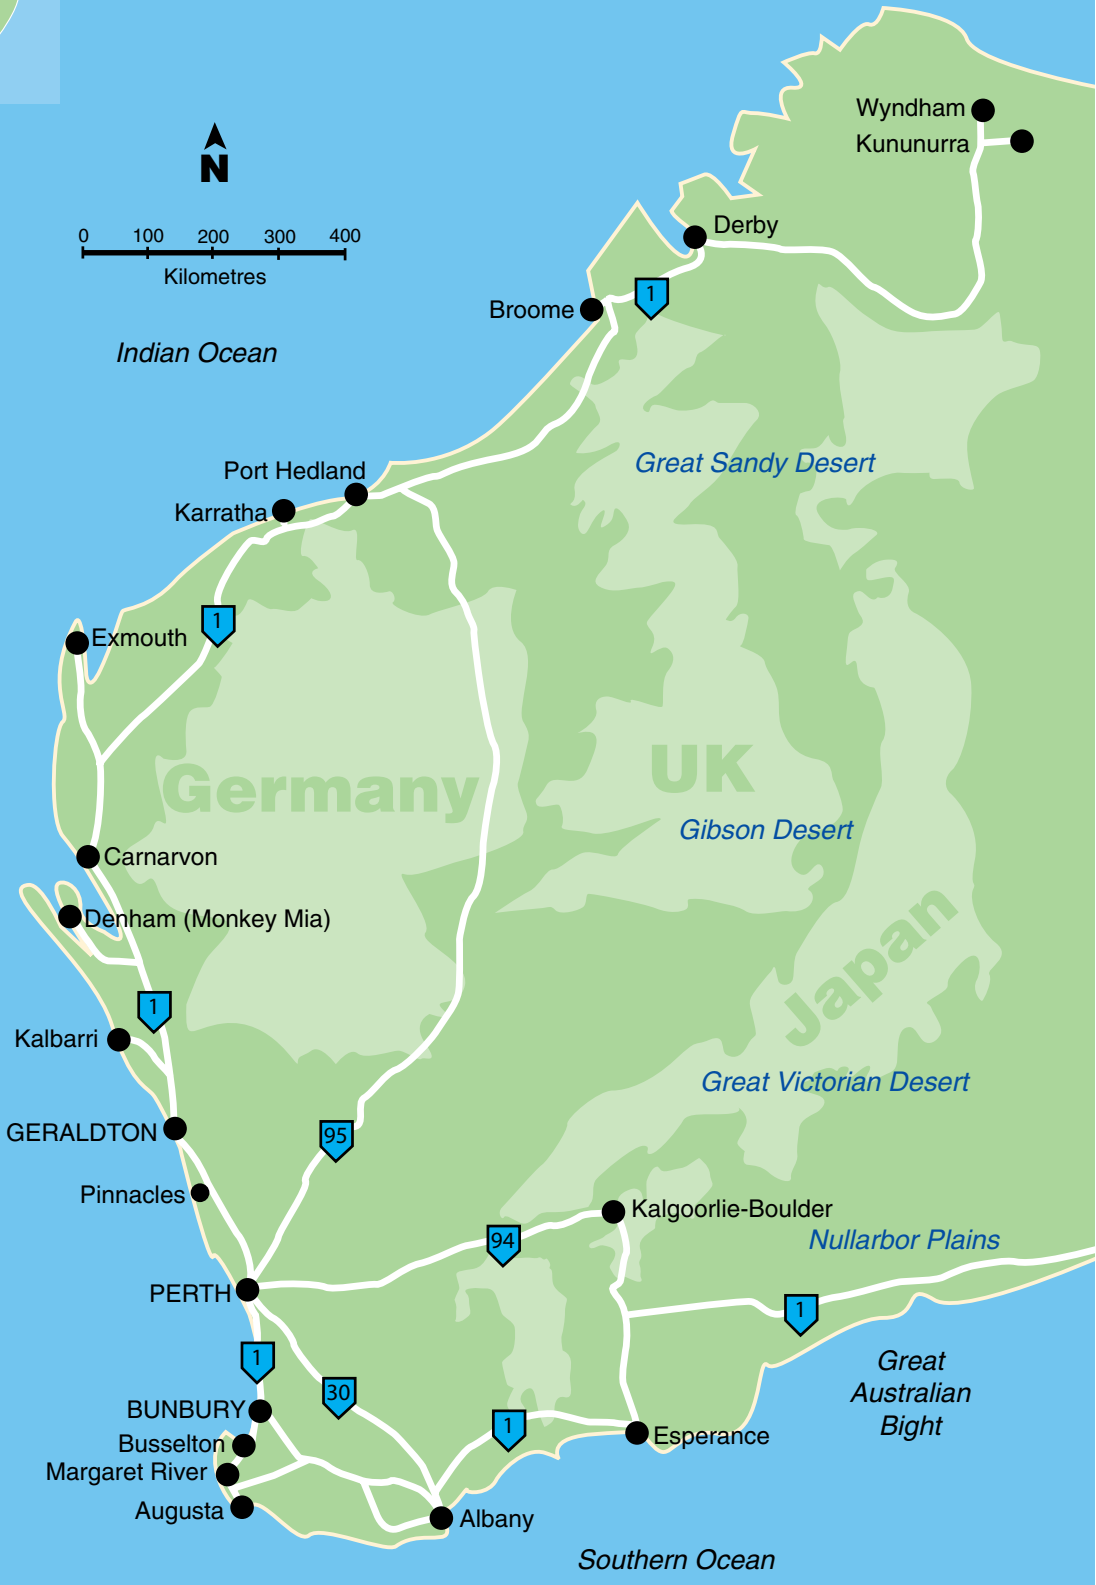 Wyndham
Kununurra
N
0 100 200 300 400
Kilometres
Derby
Broome
1
Indian Ocean
Great Sandy Desert
Port Hedland
Karratha
1
Exmouth
Germany
UK
Gibson Desert
Carnarvon
Denham (Monkey Mia)
Japan
1
Kalbarri
Great Victorian Desert
GERALDTON
95
Pinnacles
Kalgoorlie-Boulder
94
Nullarbor Plains
PERTH
1
1
Great
Australian
Bight
30
BUNBURY
1
Busselton
Esperance
Margaret River
Augusta
Albany
Southern Ocean